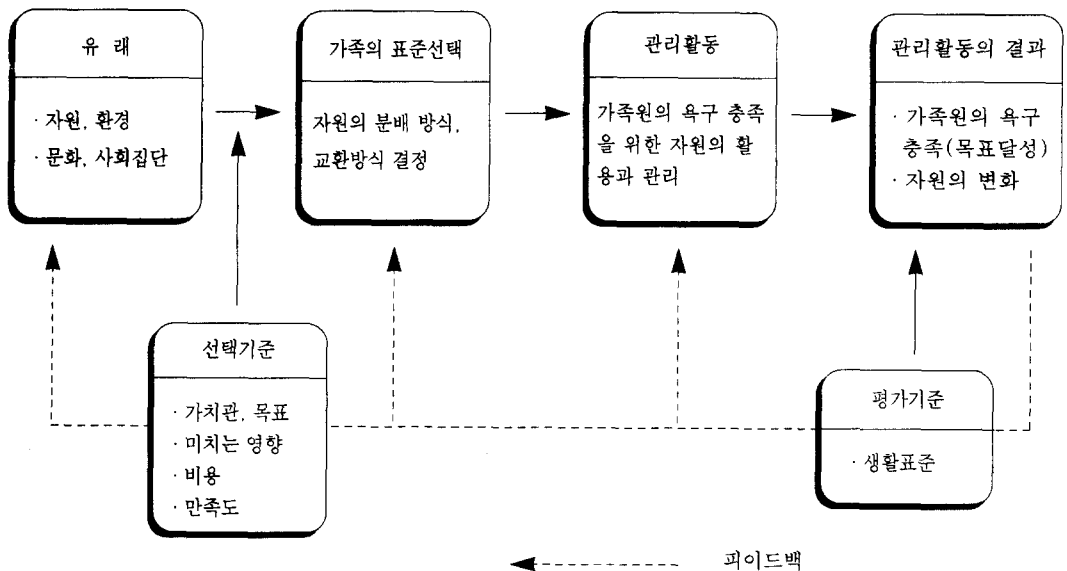 유 래
· 자원, 환경
· 문화, 사회집단
가족의 표준선택
자원의 분배 방식,
교환방식 결정
관리활동
가족원의 욕구 충족
을 위한 자원의 활
용과 관리
관리활동의 결과
· 가족원의 욕구
충족(목표달성)
· 자원의 변화
선택기준
· 가치관, 목표
· 미치는 영향
· 비용
· 만족도
평가기준
· 생활표준
피이드백